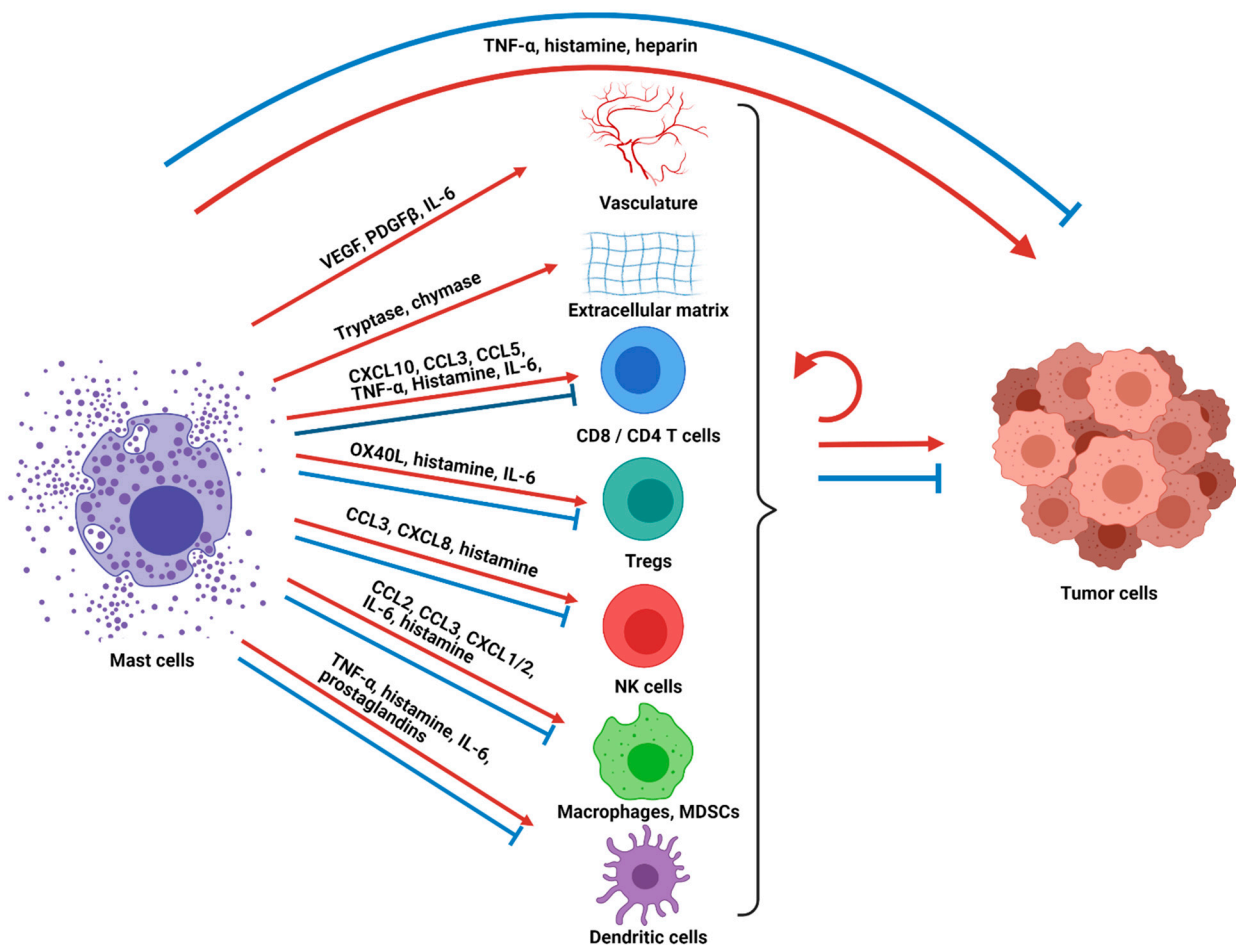 TNF-α, histamine, heparin
VEGF, PDGFβ, IL-6
Vasculature
Tryptase, chymase
Extracellular matrix
CXCL10, CCL3, CCL5,
TNF-α, Histamine, IL-6,
CD8 / CD4 T cells
OX40L, histamine, IL-6
Tregs
CCL3, CXCL8, histamine
NK cells
CCL2, CCL3, CXCL1/2,
IL-6, histamine
Macrophages, MDSCs
TNF-α, histamine, IL-6,
prostaglandins
Dendritic cells
Mast cells
Tumor cells